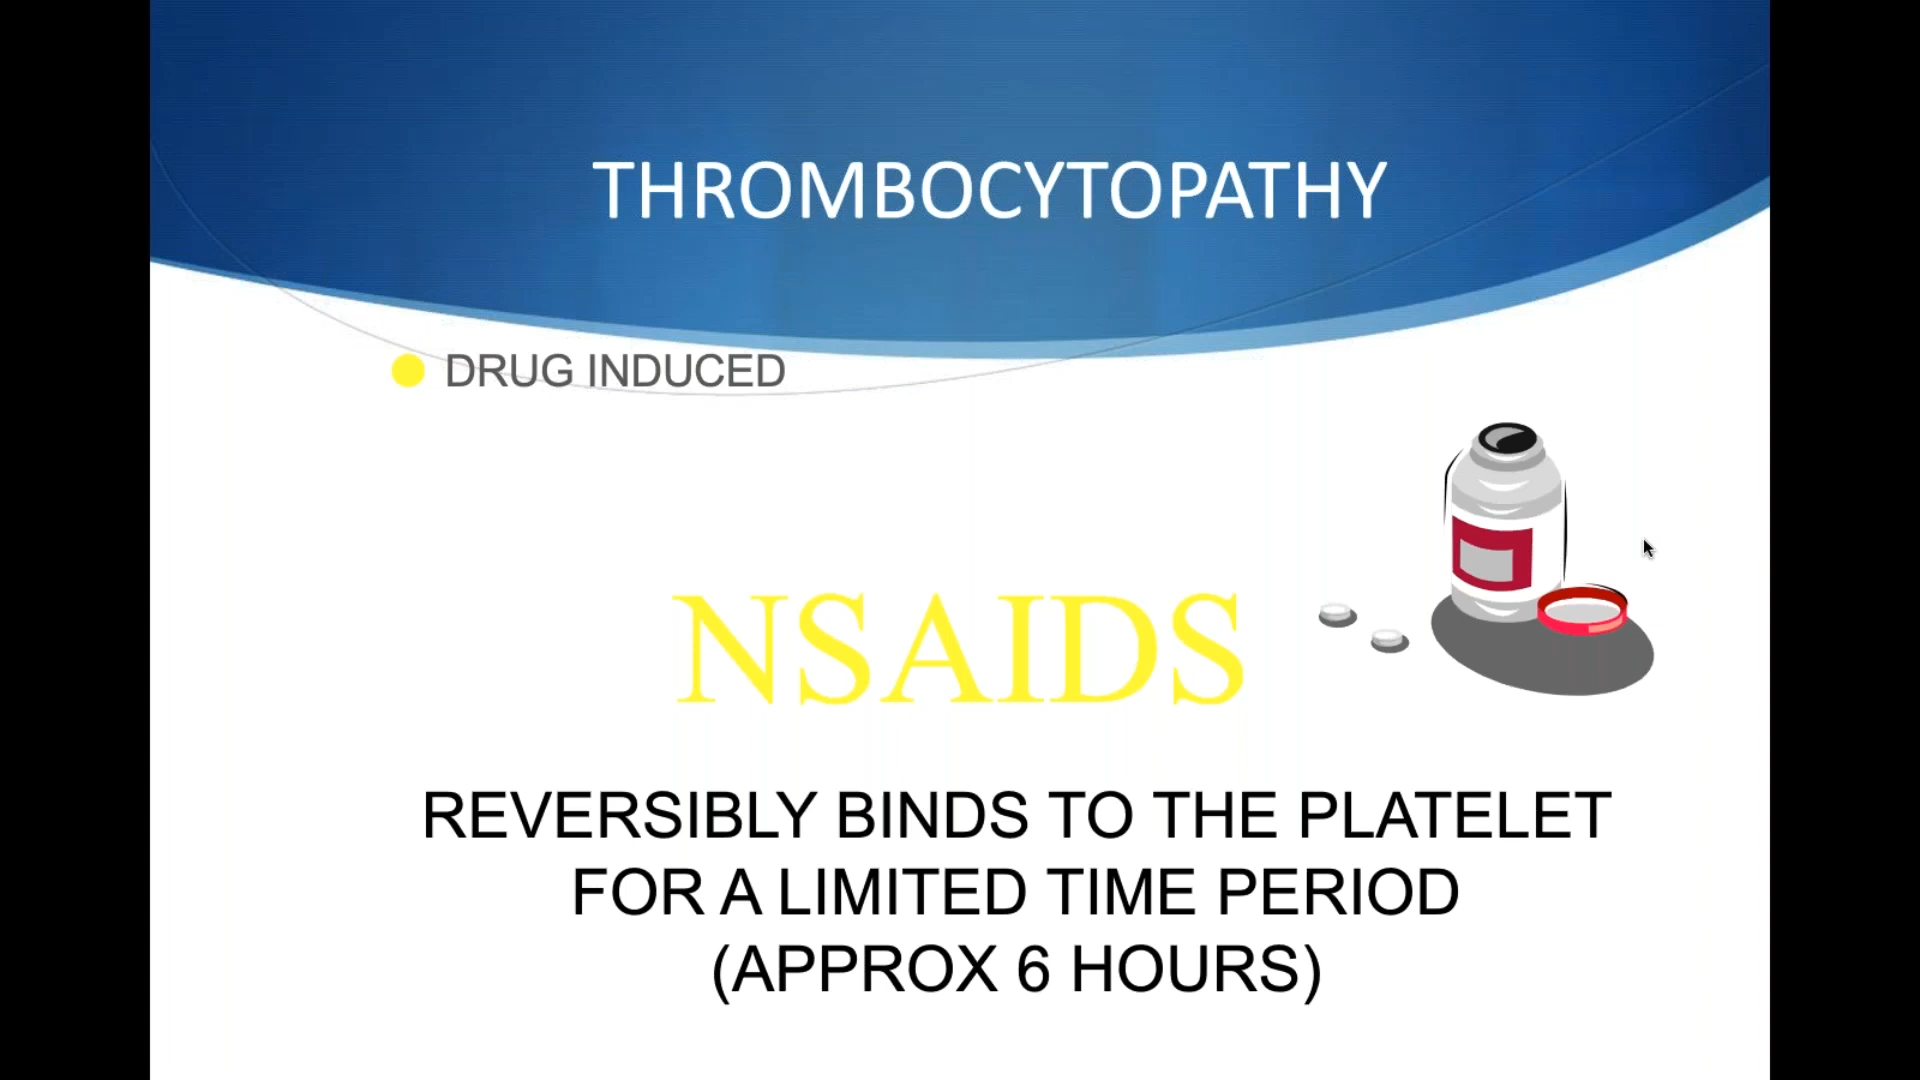 THROMBOCYTOPATHY
DRUG INDUCED
NSAIDS
REVERSIBLY BINDS TO THE PLATELET
FOR A LIMITED TIME PERIOD
(APPROX 6 HOURS)